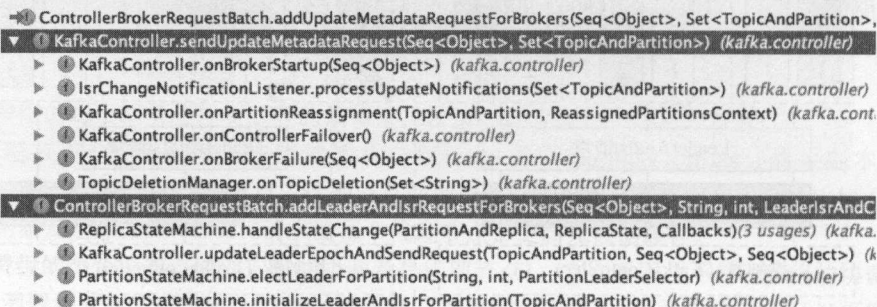 ControllerBrokerRequestBatch.addUpdateMetadataRequestForBrokers(Seq<Object>, Set<TopicAndPartition>,
KafkaController.sendUpdateMetadataRequest(Seq<Object>, Set<TopicAndPartition>) (kafka.controller)
KafkaController.onBrokerStartup(Seq<Object>) (kafka.controller)
IsrChangeNotificationListener.processUpdateNotifications(Set<TopicAndPartition>) (kafka.controller)
KafkaController.onPartitionReassignment(TopicAndPartition, ReassignedPartitionsContext) (kafka.cont
KafkaController.onControllerFailover() (kafka.controller)
KafkaController.onBrokerFailure(Seq<Object>) (kafka.controller)
TopicDeletionManager.onTopicDeletion(Set<String>) (kafka.controller)
ControllerBrokerRequestBatch.addLeaderAndIsrRequestForBrokers(Seq<Object>, String, int, LeaderIsrAndC
ReplicaStateMachine.handleStateChange(PartitionAndReplica, ReplicaState, Callbacks)(3 usages) (kafka.
KafkaController.updateLeaderEpochAndSendRequest(TopicAndPartition, Seq<Object>, Seq<Object>) (k
PartitionStateMachine.electLeaderForPartition(String, int, PartitionLeaderSelector) (kafka.controller)
PartitionStateMachine.initializeLeaderAndIsrForPartition(TopicAndPartition) (kafka.controller)